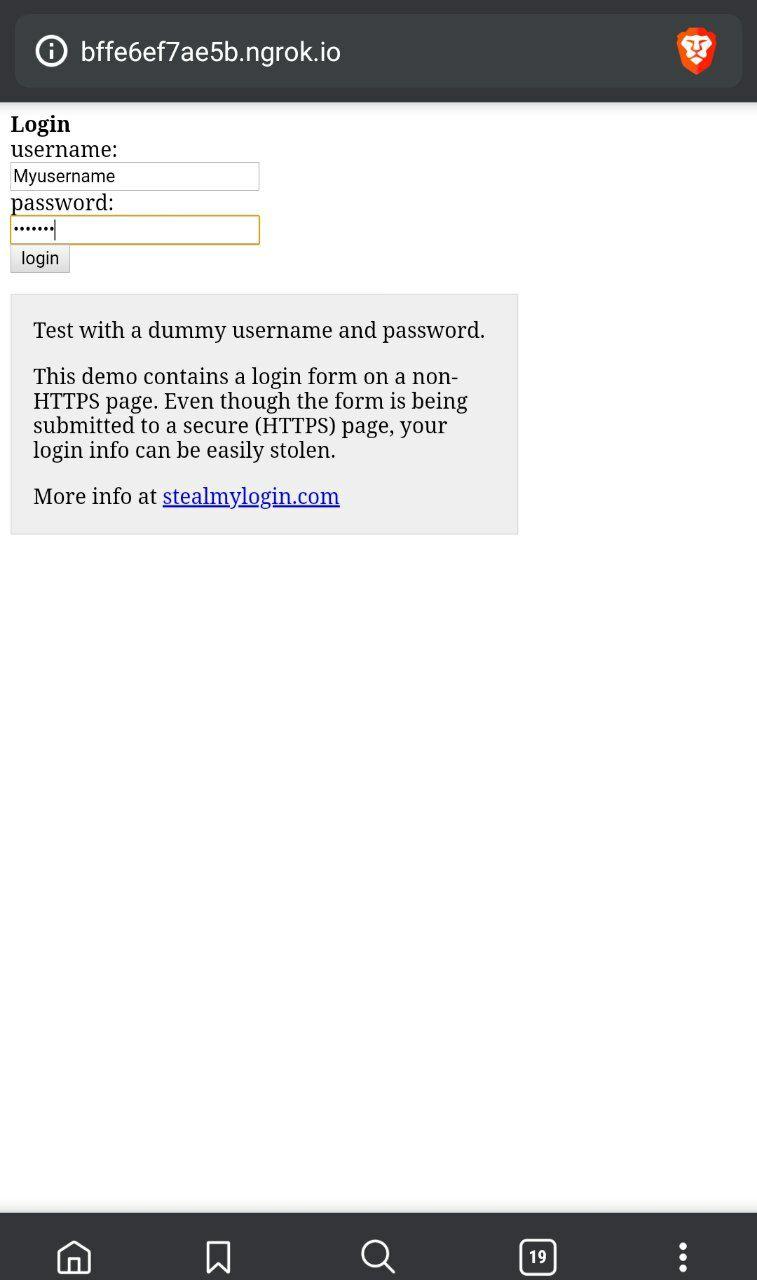 bffe6ef7ae5b.ngrok.io
Login
username:
Myusername
password:
•••••••
login
Test with a dummy username and password.
This demo contains a login form on a non-
HTTPS page. Even though the form is being
submitted to a secure (HTTPS) page, your
login info can be easily stolen.
More info at stealmylogin.com
19